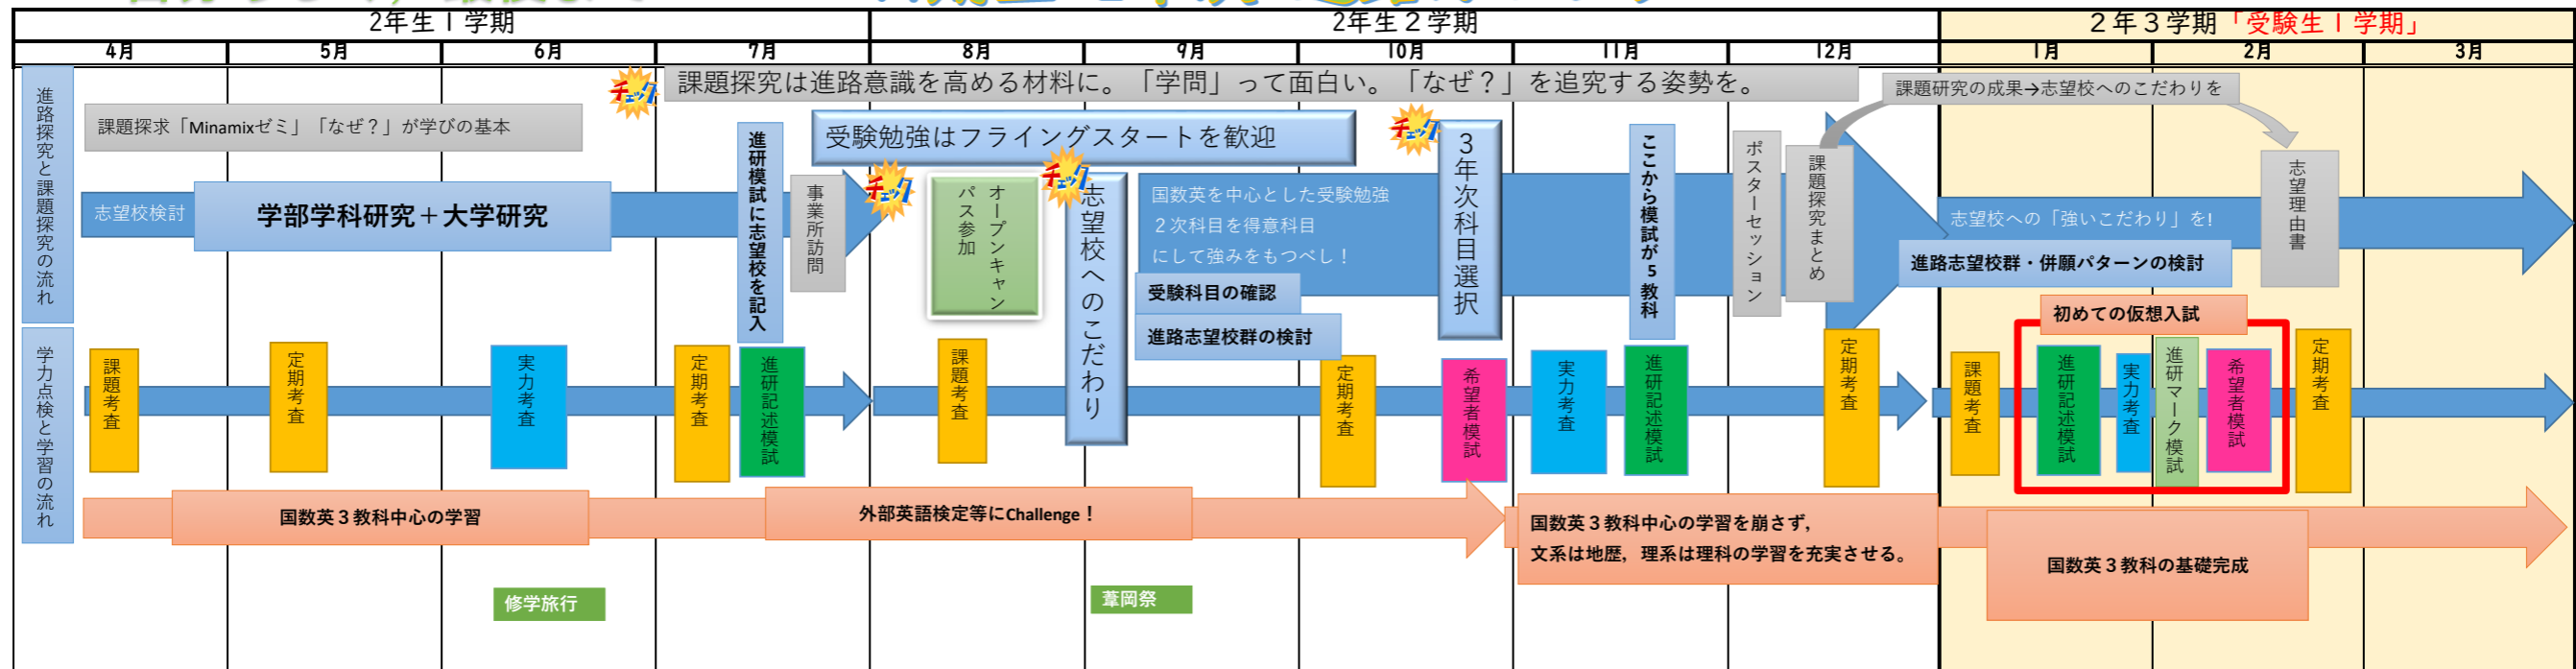 2年生1学期
2年生2学期
2年3学期「受験生1学期」
4月
5月
6月
7月
8月
9月
10月
11月
12月
1月
2月
3月
進路探究と課題探究の流れ
課題探求「Minamixゼミ」「なぜ？」が学びの基本
チェック
課題探究は進路意識を高める材料に。「学問」って面白い。「なぜ？」を追究する姿勢を。
課題研究の成果→志望校へのこだわりを
志望校検討
学部学科研究＋大学研究
進研模試に志望校を記入
事業所訪問
受験勉強はフライングスタートを歓迎
チェック
オープンキャン
パス参加
チェック
志望校へのこだわり
国数英を中心とした受験勉強
２次科目を得意科目
にして強みをもつべし！
受験科目の確認
進路志望校群の検討
チェック
３年次科目選択
ここから模試が５教科
ポスターセッション
課題探究まとめ
志望校への「強いこだわり」を!
進路志望校群・併願パターンの検討
志望理由書
学力点検と学習の流れ
課題考査
定期考査
実力考査
定期考査
進研記述模試
課題考査
定期考査
希望者模試
実力考査
進研記述模試
定期考査
課題考査
初めての仮想入試
進研記述模試
実力考査
進研マーク模試
希望者模試
定期考査
国数英３教科中心の学習
外部英語検定等にChallenge！
国数英３教科中心の学習を崩さず，
文系は地歴，理系は理科の学習を充実させる。
国数英３教科の基礎完成
修学旅行
葦岡祭